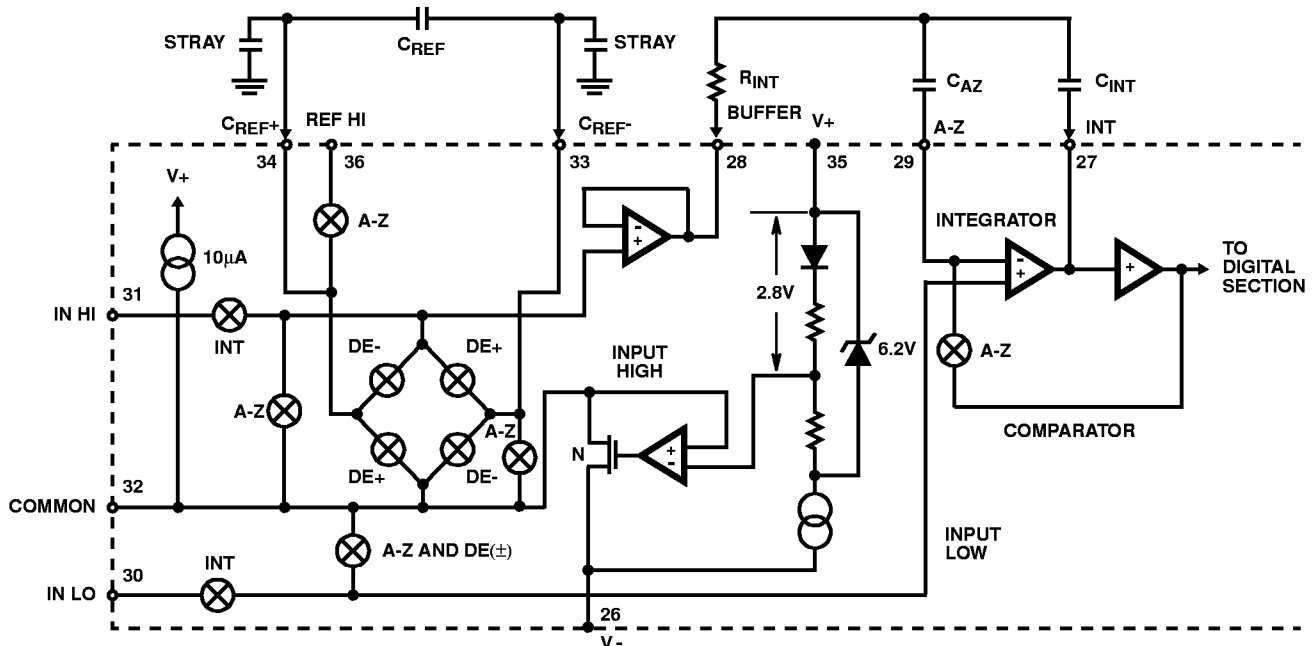 STRAY
CREF
STRAY
RINT
CAZ
CINT
CREF+
REF HI
CREF-
BUFFER
V+
A-Z
INT
34
36
33
28
35
29
27
V+
A-Z
INTEGRATOR
-
+
-
+
+
TO
DIGITAL
SECTION
10µA
31
IN HI
INT
2.8V
DE-
DE+
INPUT
HIGH
6.2V
A-Z
A-Z
A-Z
COMPARATOR
N
+
-
DE+
DE-
32
COMMON
A-Z AND DE(±)
INPUT
LOW
INT
30
IN LO
26
V-